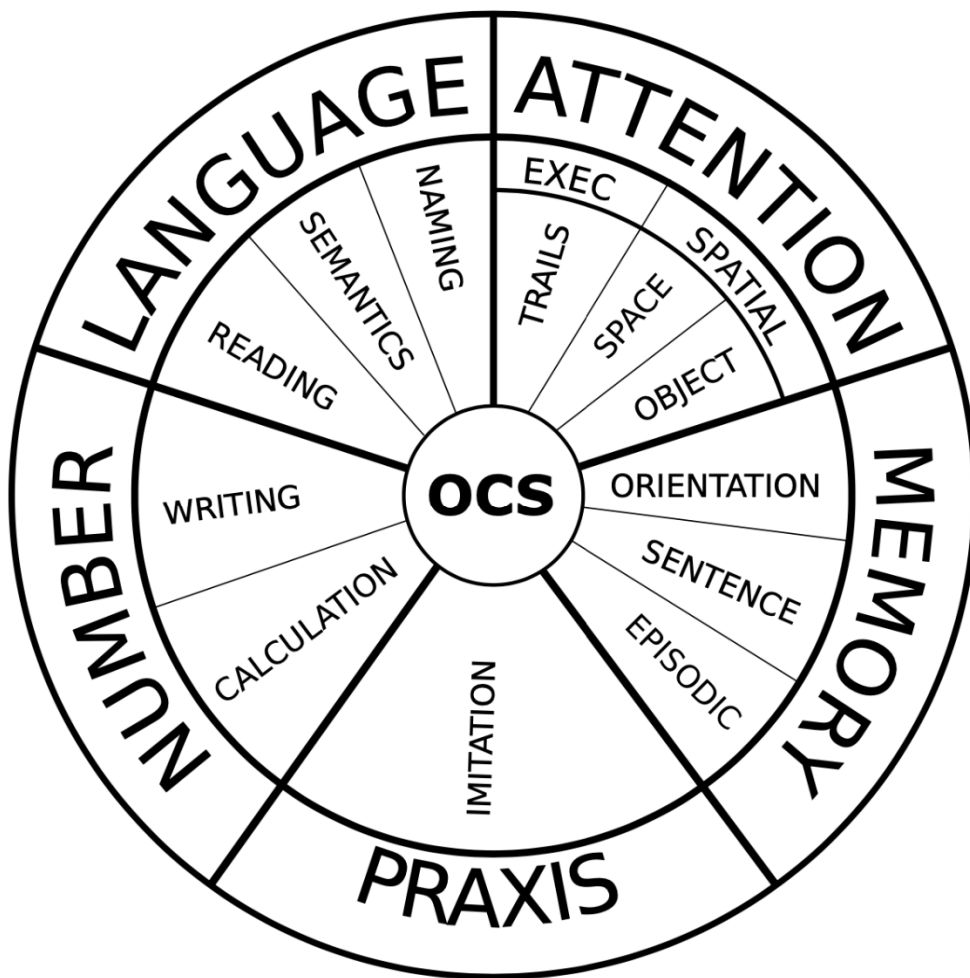 LANGUAGE
NAMING
SEMANTICS
READING
ATTENTION
EXEC
TRAILS
SPATIAL
SPACE
OBJECT
MEMORY
ORIENTATION
SENTENCE
EPISODIC
PRAXIS
IMITATION
NUMBER
WRITING
CALCULATION
OCS